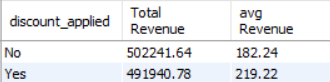 discount_applied Total Revenue avg Revenue
No 502241.64 182.24
Yes 491940.78 219.22